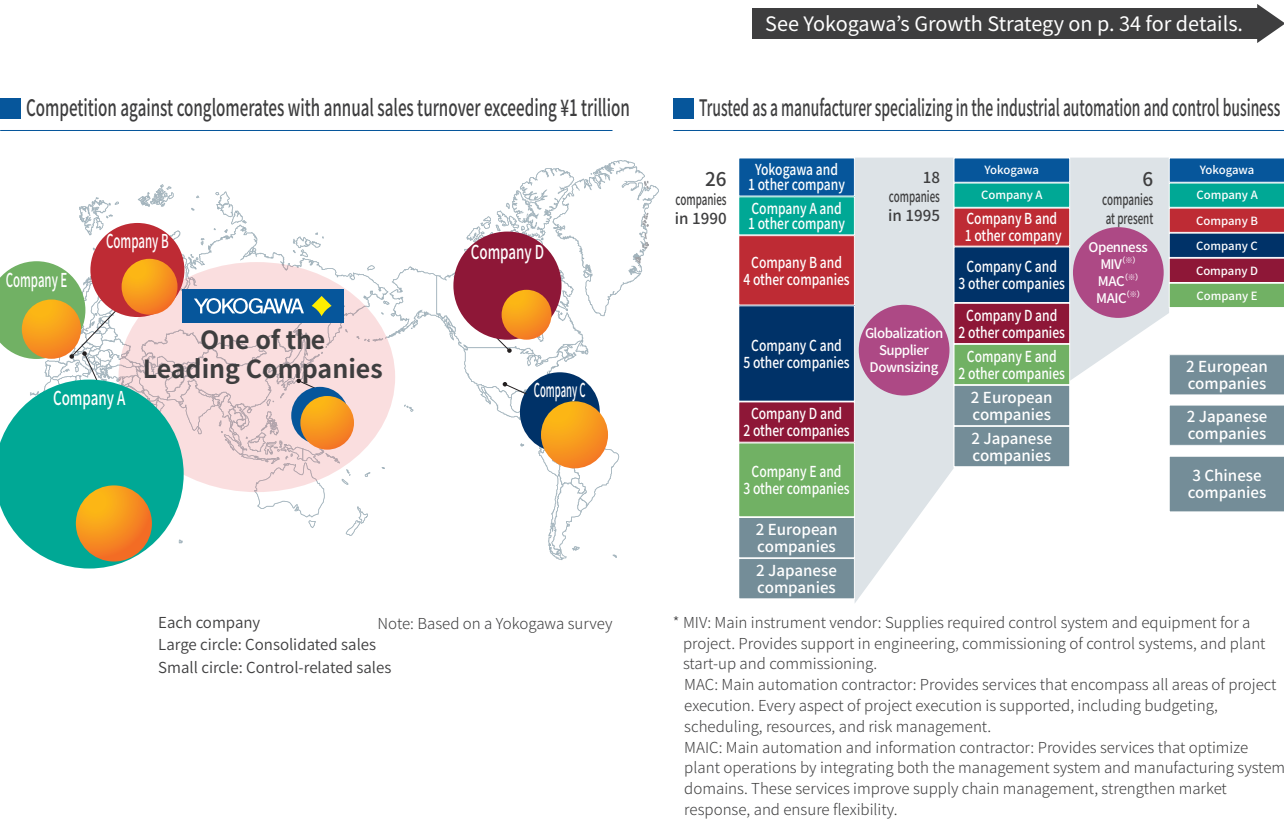 See Yokogawa’s Growth Strategy on p. 34 for details.
Competition against conglomerates with annual sales turnover exceeding ¥1 trillion
Company E
Company B
YOKOGAWA
One of the
Leading Companies
Company A
Company D
Company C
Each company
Large circle: Consolidated sales
Small circle: Control-related sales
Note: Based on a Yokogawa survey
Trusted as a manufacturer specializing in the industrial automation and control business
26
companies
in 1990
Yokogawa and
1 other company
Company A and
1 other company
Company B and
4 other companies
Company C and
5 other companies
Company D and
2 other companies
Company E and
3 other companies
2 European
companies
2 Japanese
companies
Globalization
Supplier
Downsizing
18
companies
in 1995
Yokogawa
Company A
Company B and
1 other company
Company C and
3 other companies
Company D and
2 other companies
Company E and
2 other companies
2 European
companies
2 Japanese
companies
Openness
MIV(※)
MAC(※)
MAIC(※)
6
companies
at present
Yokogawa
Company A
Company B
Company C
Company D
Company E
2 European
companies
2 Japanese
companies
3 Chinese
companies
* MIV: Main instrument vendor: Supplies required control system and equipment for a
project. Provides support in engineering, commissioning of control systems, and plant
start-up and commissioning.
MAC: Main automation contractor: Provides services that encompass all areas of project
execution. Every aspect of project execution is supported, including budgeting,
scheduling, resources, and risk management.
MAIC: Main automation and information contractor: Provides services that optimize
plant operations by integrating both the management system and manufacturing system
domains. These services improve supply chain management, strengthen market
response, and ensure flexibility.